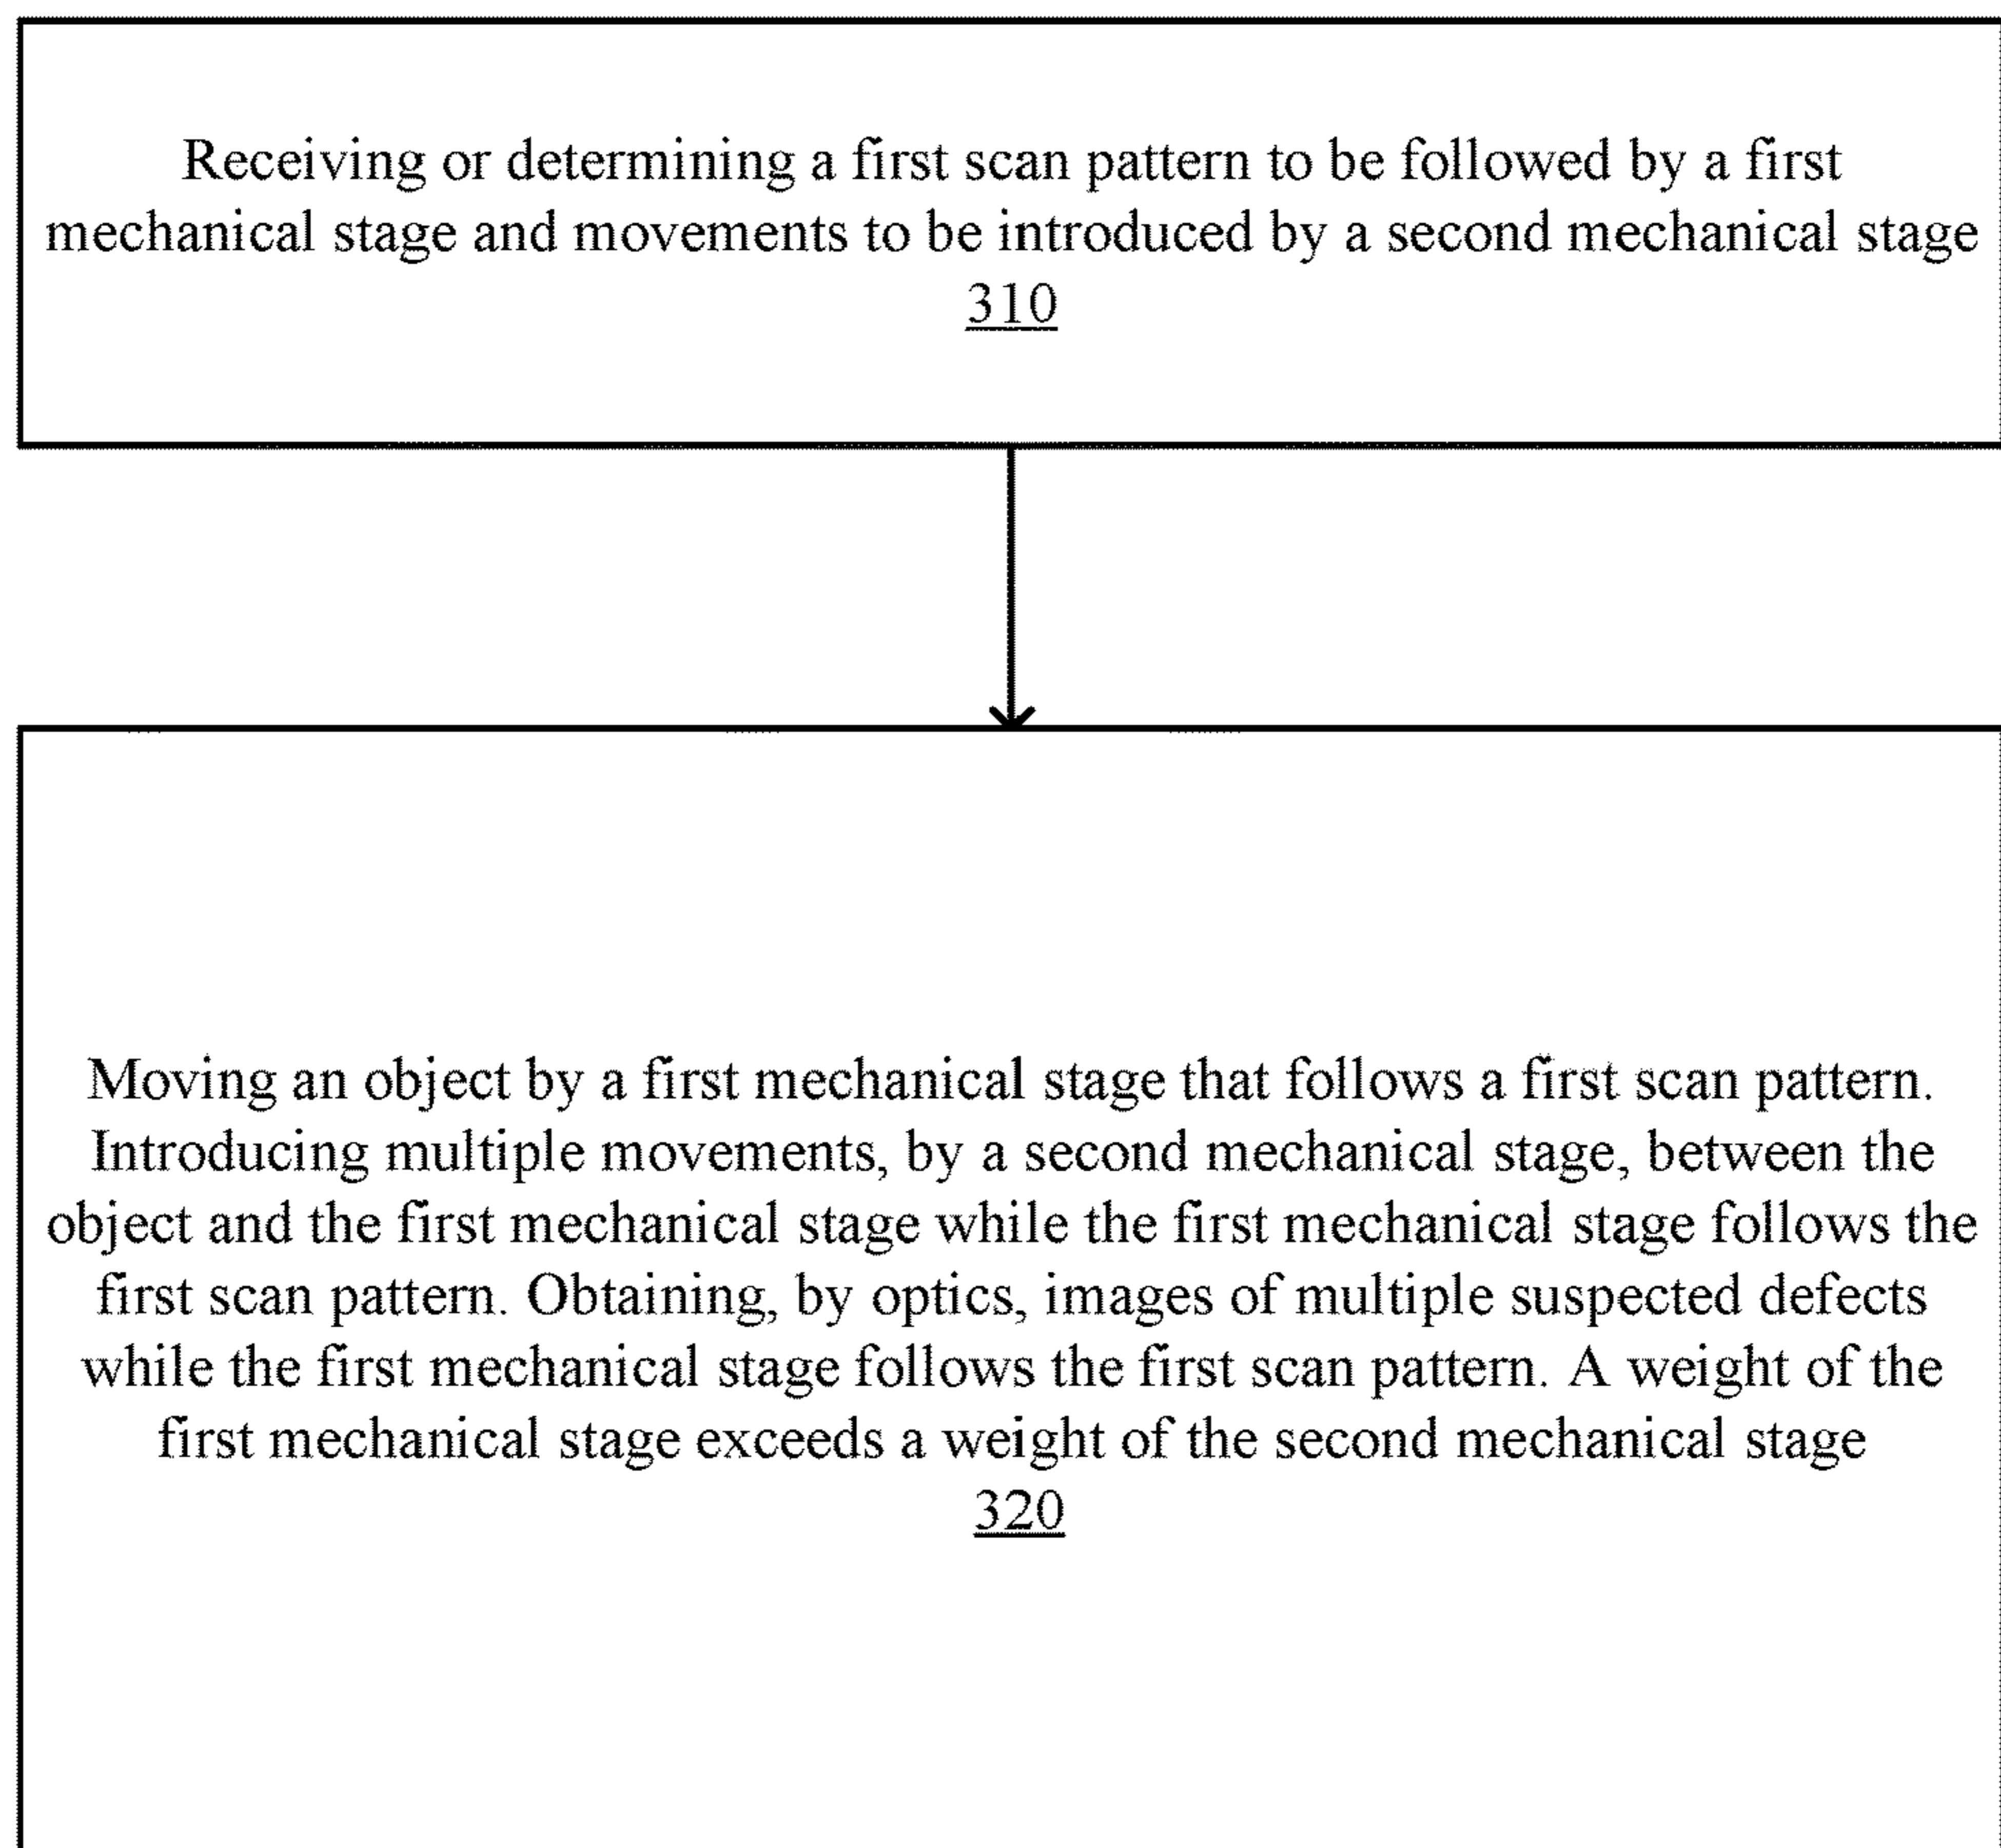 Receiving or determining a first scan pattern to be followed by a first
mechanical stage and movements to be introduced by a second mechanical stage
310
Moving an object by a first mechanical stage that follows a first scan pattern.
Introducing multiple movements, by a second mechanical stage, between the
object and the first mechanical stage while the first mechanical stage follows the
first scan pattern. Obtaining, by optics, images of multiple suspected defects
while the first mechanical stage follows the first scan pattern. A weight of the
first mechanical stage exceeds a weight of the second mechanical stage
320